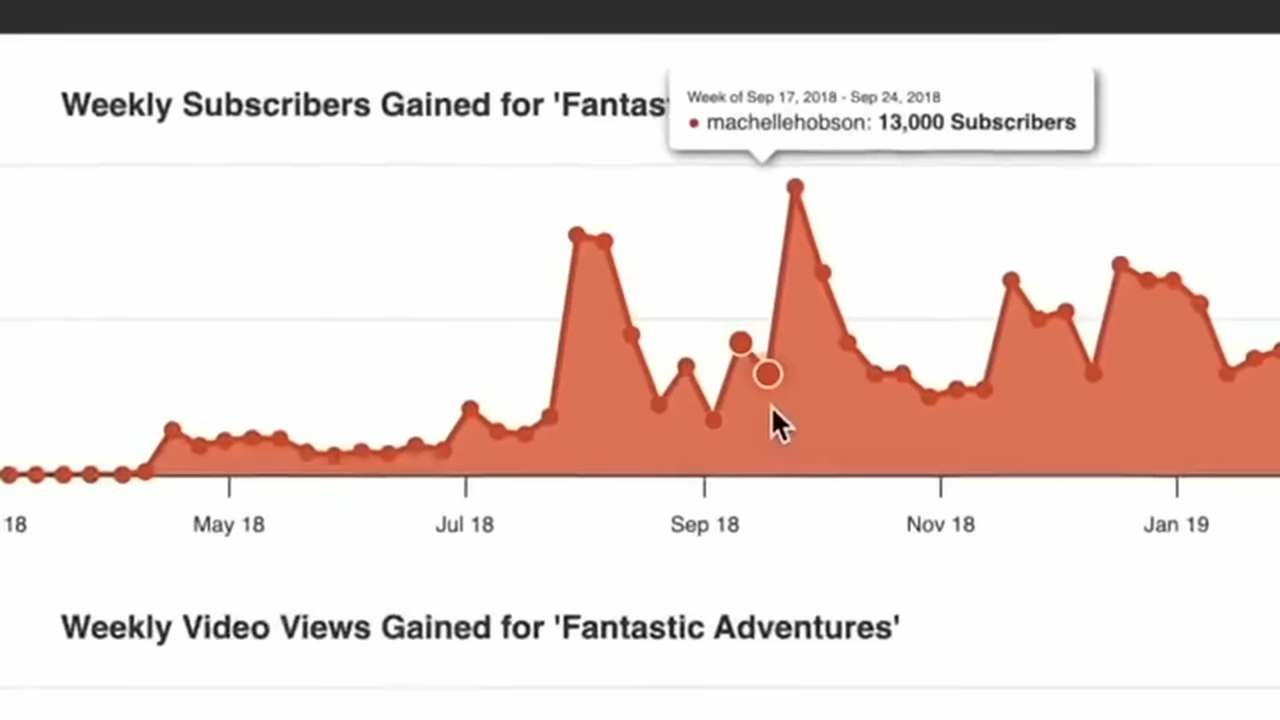 Weekly Subscribers Gained for 'Fantas
Week of Sep 17, 2018 - Sep 24, 2018
machellehobson: 13,000 Subscribers
18 May 18 Jul 18 Sep 18 Nov 18 Jan 19
Weekly Video Views Gained for 'Fantastic Adventures'